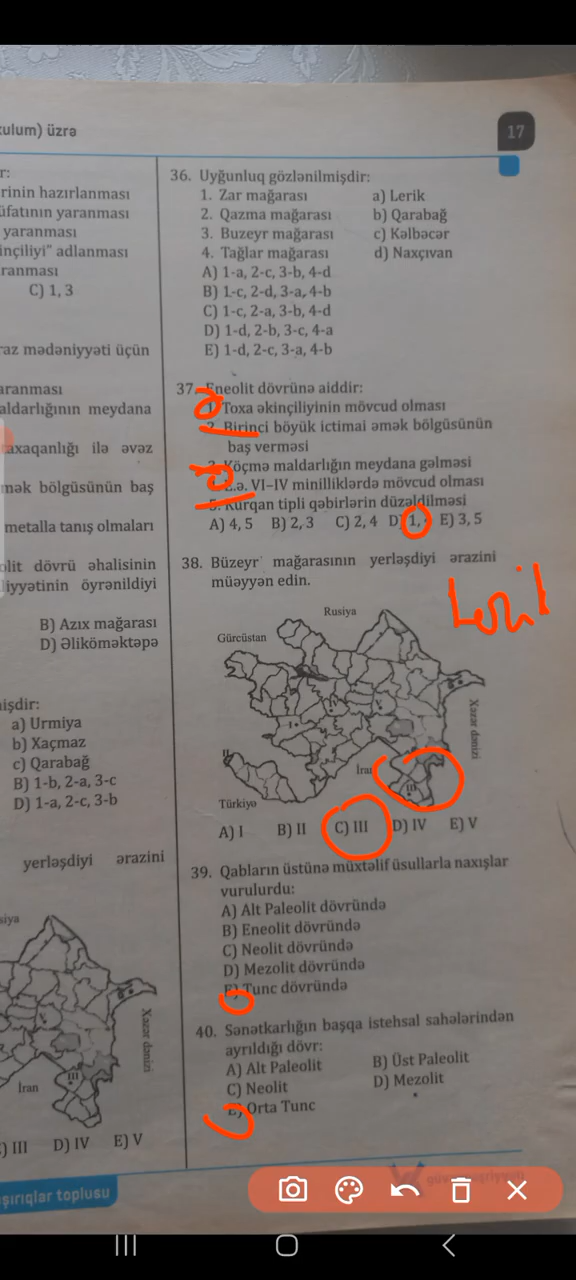 kulum) üzrə
17
r:
rinin hazırlanması
üfatının yaranması
yaranması
inçiliyi" adlanması
ranması
C) 1, 3
raz mədəniyyəti üçün
aranması
aldarlığının meydana
axaqanlığı ilə əvəz
mək bölgüsünün baş
metalla tanış olmaları
olit dövrü əhalisinin
liyyətinin öyrənildiyi
B) Azıx mağarası
D) Əliköməktəpə
işdir:
a) Urmiya
b) Xaçmaz
c) Qarabağ
B) 1-b, 2-a, 3-c
D) 1-a, 2-c, 3-b
yerləşdiyi ərazini
siya
Xəzər dənizi
İran
III
) III D) IV E) V
şırıqlar toplusu
36. Uyğunluq gözlənilmişdir:
1. Zar mağarası a) Lerik
2. Qazma mağarası b) Qarabağ
3. Buzeyr mağarası c) Kəlbəcər
4. Tağlar mağarası d) Naxçıvan
A) 1-a, 2-c, 3-b, 4-d
B) 1-c, 2-d, 3-a, 4-b
C) 1-c, 2-a, 3-b, 4-d
D) 1-d, 2-b, 3-c, 4-a
E) 1-d, 2-c, 3-a, 4-b
37. Eneolit dövrünə aiddir:
1. Toxa əkinçiliyinin mövcud olması
2. Birinci böyük ictimai əmək bölgüsünün
baş verməsi
3. Köçmə maldarlığın meydana gəlməsi
VI–IV minilliklərdə mövcud olması
5. Kurqan tipli qəbirlərin düzəldilməsi
A) 4, 5 B) 2, 3 C) 2, 4 D) 1, E) 3, 5
38. Büzeyr mağarasının yerləşdiyi ərazini
müəyyən edin.
Lerik
Rusiya
Gürcüstan
Xəzər dənizi
II
I
İran
III
Türkiyə
A) I B) II C) III D) IV E) V
39. Qabların üstünə müxtəlif üsullarla naxışlar
vurulurdu:
A) Alt Paleolit dövründə
B) Eneolit dövründə
C) Neolit dövründə
D) Mezolit dövründə
E) Tunc dövründə
40. Sənətkarlığın başqa istehsal sahələrindən
ayrıldığı dövr:
A) Alt Paleolit B) Üst Paleolit
C) Neolit D) Mezolit
E) Orta Tunc